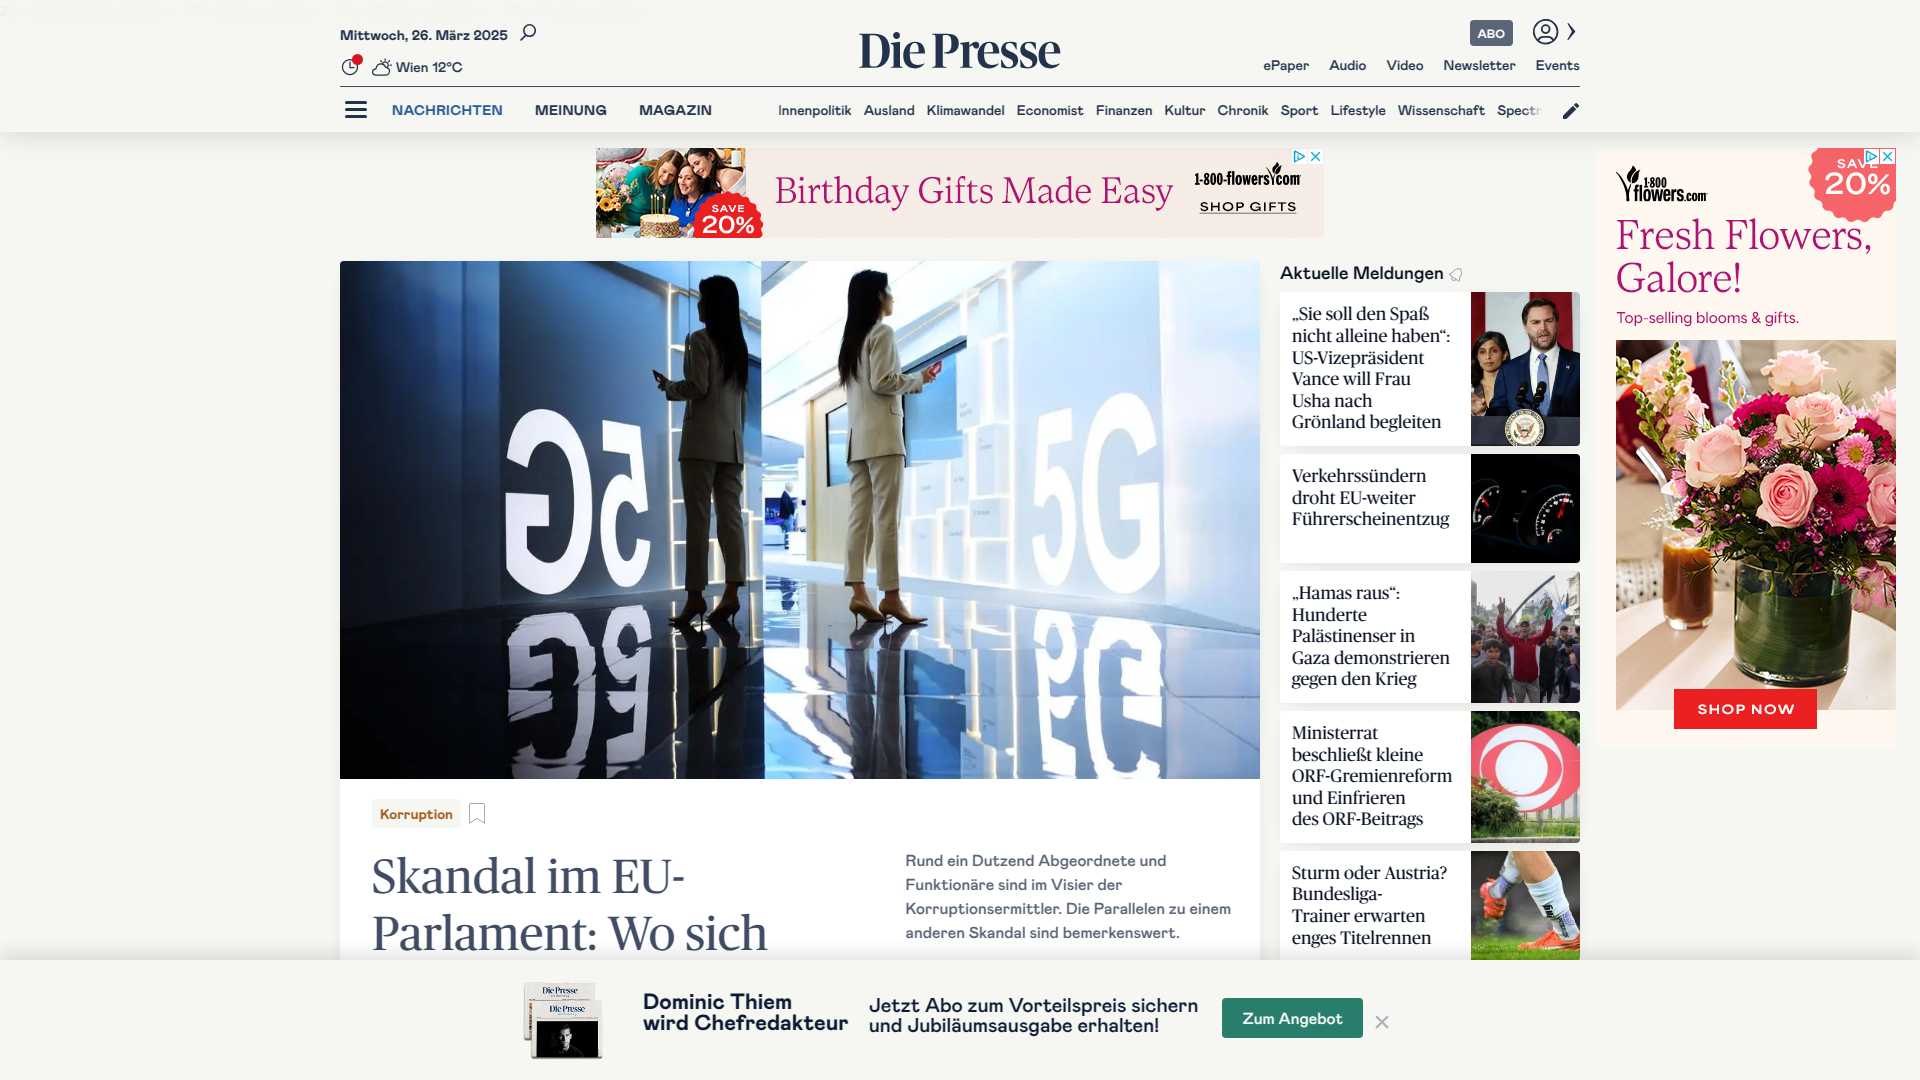 Mittwoch, 26. März 2025
Wien 12°C
Die Presse
ABO
ePaper Audio Video Newsletter Events
NACHRICHTEN MEINUNG MAGAZIN
Innenpolitik Ausland Klimawandel Economist Finanzen Kultur Chronik Sport Lifestyle Wissenschaft Spectr
SAVE
20%
Birthday Gifts Made Easy
1-800-flowers.com
SHOP GIFTS
1-800
flowers.com
SAVE
20%
Fresh Flowers,
Galore!
Top-selling blooms & gifts.
SHOP NOW
5G
5G
Korruption
Skandal im EU-
Parlament: Wo sich
Rund ein Dutzend Abgeordnete und
Funktionäre sind im Visier der
Korruptionsermittler. Die Parallelen zu einem
anderen Skandal sind bemerkenswert.
Aktuelle Meldungen
„Sie soll den Spaß
nicht alleine haben“:
US-Vizepräsident
Vance will Frau
Usha nach
Grönland begleiten
Verkehrssündern
droht EU-weiter
Führerscheinentzug
„Hamas raus“:
Hunderte
Palästinenser in
Gaza demonstrieren
gegen den Krieg
Ministerrat
beschließt kleine
ORF-Gremienreform
und Einfrieren
des ORF-Beitrags
Sturm oder Austria?
Bundesliga-
Trainer erwarten
enges Titelrennen
Die Presse
Die Presse
Dominic Thiem
wird Chefredakteur
Jetzt Abo zum Vorteilspreis sichern
und Jubiläumsausgabe erhalten!
Zum Angebot